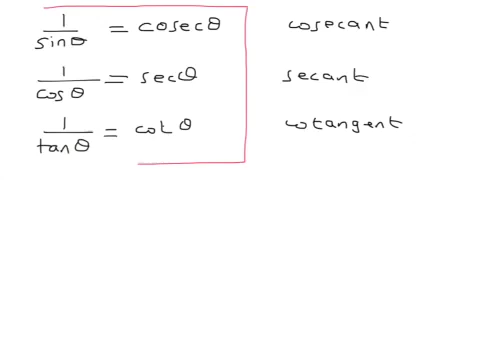 1/sinθ = cosecθ cosecant
1/cosθ = secθ secant
1/tanθ = cotθ cotangent